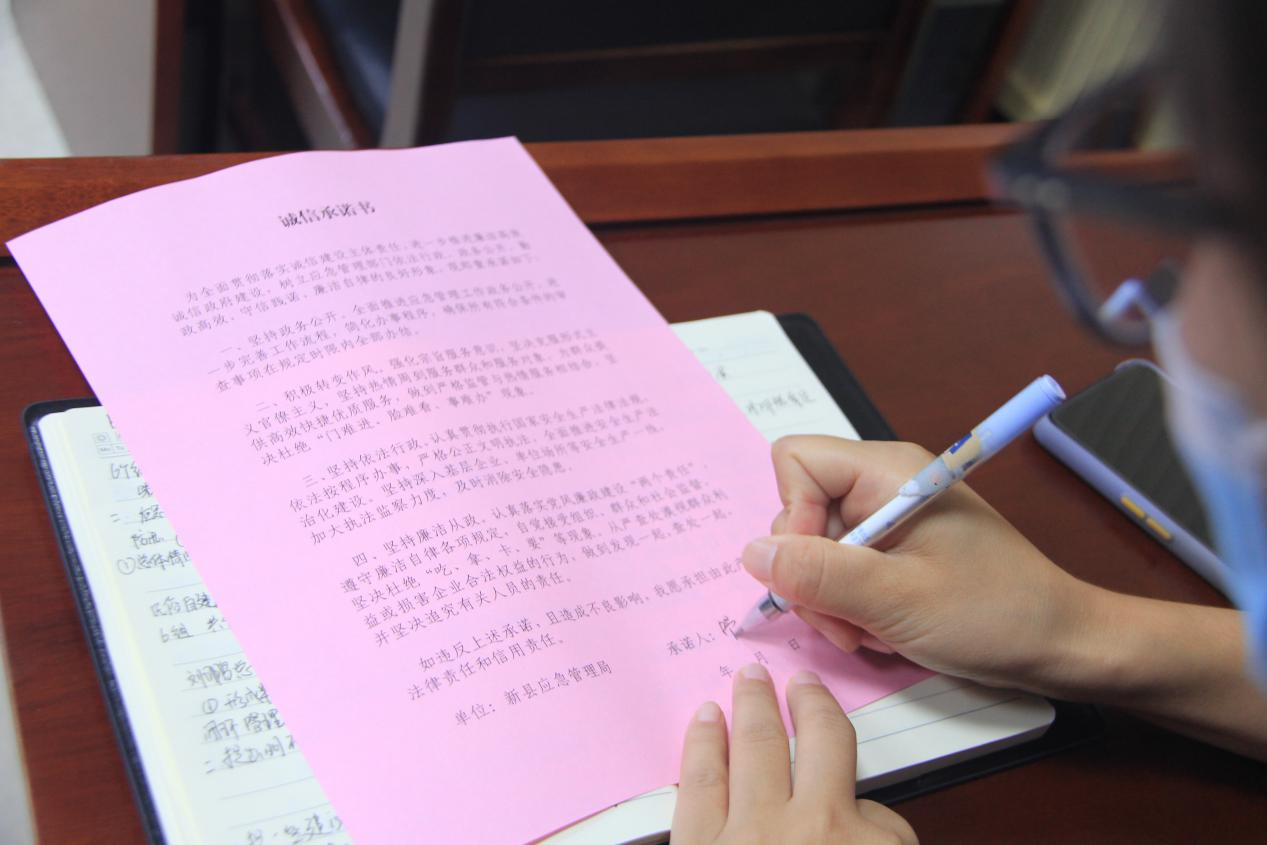 诚信承诺书
为全面贯彻落实诚信建设主体责任，进一步推进廉洁高效
诚信政府建设，树立应急管理部门依法行政、政务公开、勤
政高效、守信践诺、廉洁自律的良好形象，现郑重承诺如下：
一、坚持政务公开。全面推进应急管理工作政务公开，进
一步完善工作流程，简化办事程序，确保所有符合条件的审
查事项在规定时限内全部办结。
二、积极转变作风。强化宗旨服务意识，坚决克服形式主
义官僚主义，坚持热情周到服务群众和服务对象，为群众提
供高效快捷优质服务，做到严格监管与热情服务相结合，坚
决杜绝“门难进、脸难看、事难办”现象。
三、坚持依法行政。认真贯彻执行国家安全生产法律法规，
依法按程序办事，严格公正文明执法，全面推进安全生产法
治化建设。坚持深入基层企业、单位场所等安全生产一线，
加大执法监察力度，及时消除安全隐患。
四、坚持廉洁从政。认真落实党风廉政建设“两个责任”，
遵守廉洁自律各项规定，自觉接受组织、群众和社会监督，
坚决杜绝“吃、拿、卡、要”等现象。从严查处漠视群众利
益或损害企业合法权益的行为，做到发现一起，查处一起，
并坚决追究有关人员的责任。
如违反上述承诺，且造成不良影响，我愿承担由此产
法律责任和信用责任。
单位：新县应急管理局
承诺人：
年 月 日